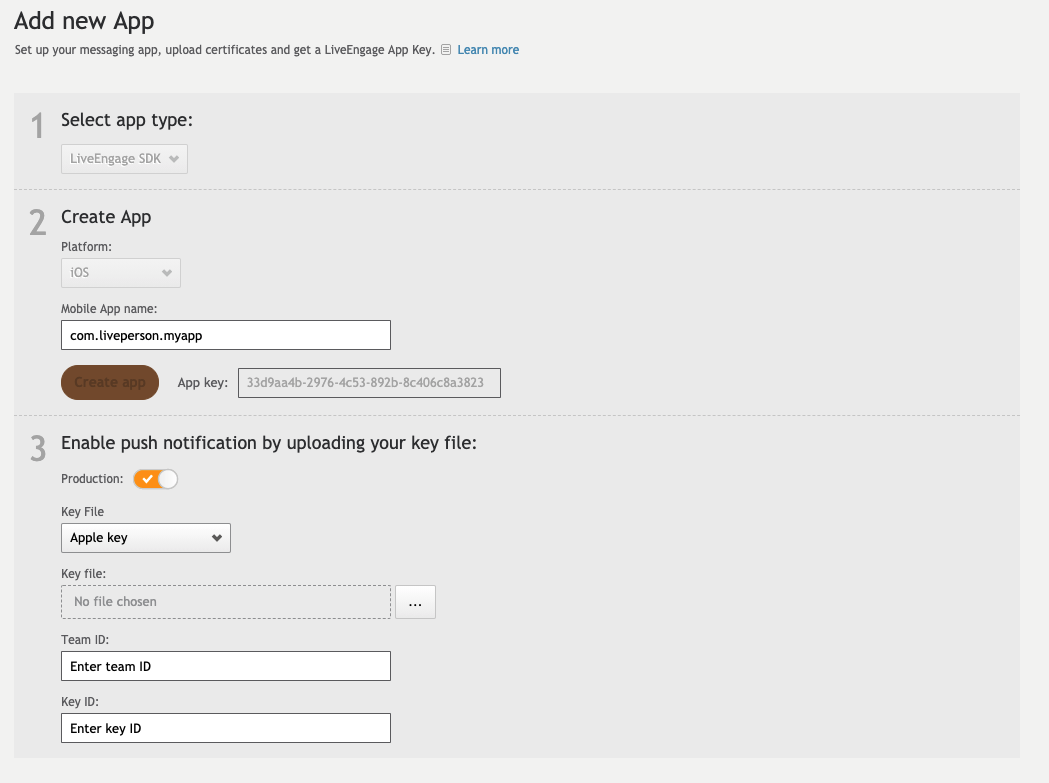 Add new App
Set up your messaging app, upload certificates and get a LiveEngage App Key. Learn more
1 Select app type:
LiveEngage SDK
2 Create App
Platform:
iOS
Mobile App name:
com.liveperson.myapp
Create app App key: 33d9aa4b-2976-4c53-892b-8c406c8a3823
3 Enable push notification by uploading your key file:
Production:
Key File
Apple key
Key file:
No file chosen ...
Team ID:
Enter team ID
Key ID:
Enter key ID